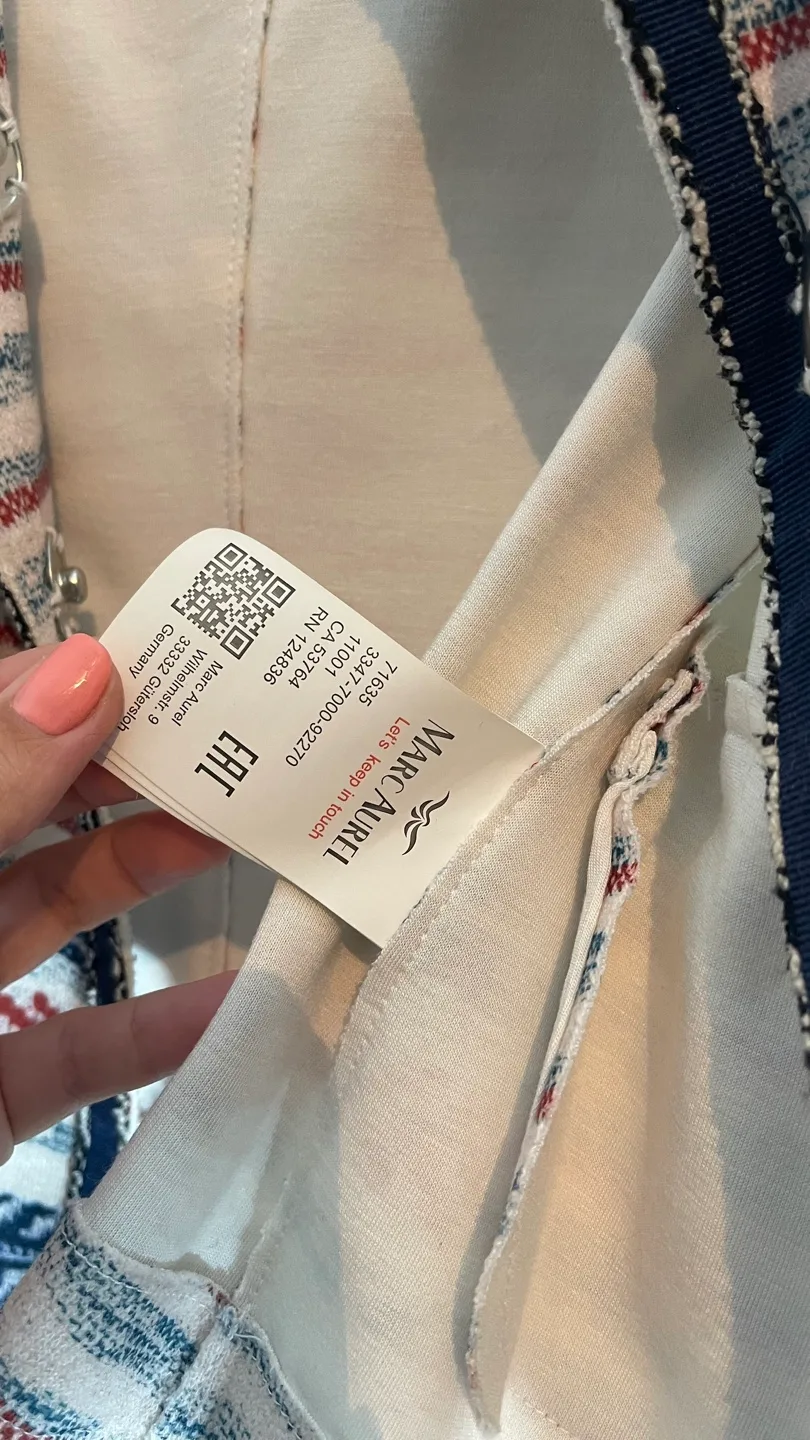 MARC AUREL
Let's keep in touch
71635
3347-7000-92270
11001
CA 53764
RN 124836
EAC
Marc Aurel
Wilhelmstr. 9
33332 Gütersloh
Germany